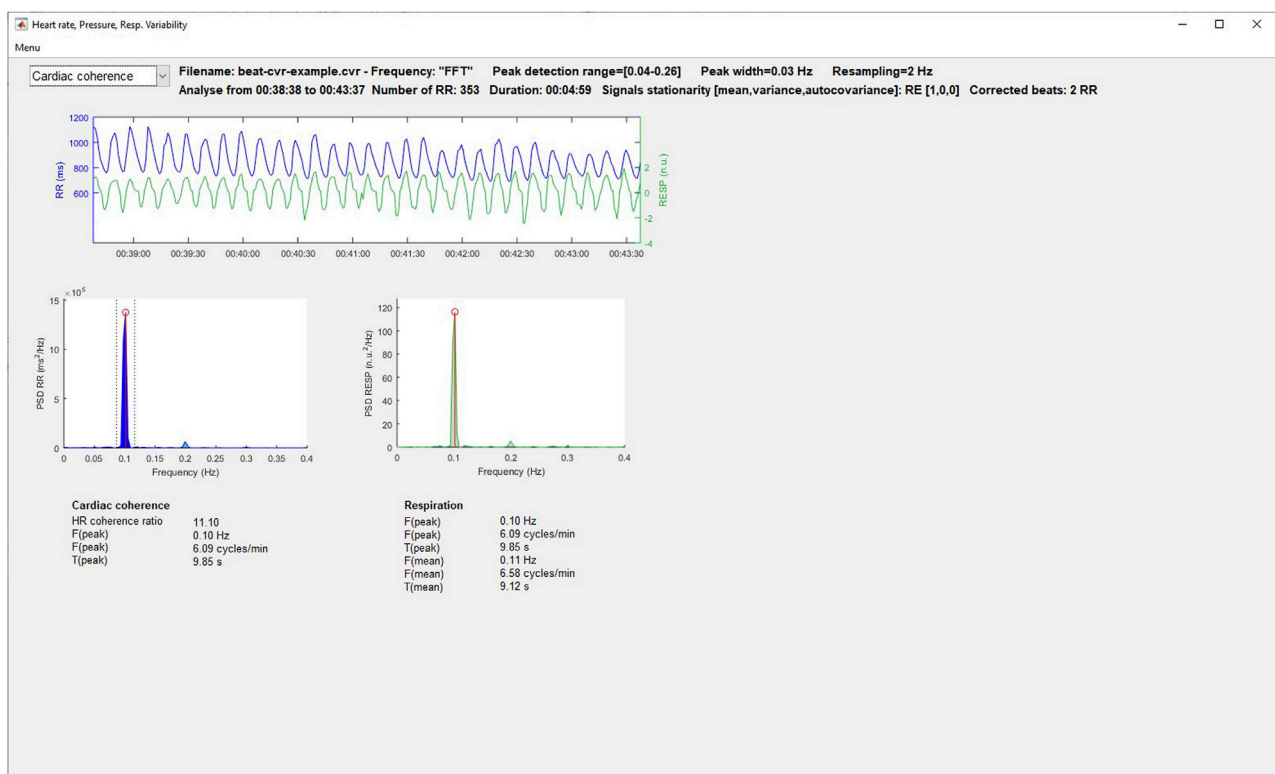 Heart rate, Pressure, Resp. Variability
Menu
Cardiac coherence
Filename: beat-cvr-example.cvr - Frequency: "FFT" Peak detection range=[0.04-0.26] Peak width=0.03 Hz Resampling=2 Hz
Analyse from 00:38:38 to 00:43:37 Number of RR: 353 Duration: 00:04:59 Signals stationarity [mean,variance,autocovariance]: RE [1,0,0] Corrected beats: 2 RR
RR (ms)
1200
1000
800
600
2
0
-2
-4
RESP (n.u.)
00:39:00 00:39:30 00:40:00 00:40:30 00:41:00 00:41:30 00:42:00 00:42:30 00:43:00 00:43:30
PSD RR (ms²/Hz)
15
10
5
0
0 0.05 0.1 0.15 0.2 0.25 0.3 0.35 0.4
Frequency (Hz)
PSD RESP (n.u.²/Hz)
120
100
80
60
40
20
0
0 0.1 0.2 0.3 0.4
Frequency (Hz)
Cardiac coherence
HR coherence ratio 11.10
F(peak) 0.10 Hz
F(peak) 6.09 cycles/min
T(peak) 9.85 s
Respiration
F(peak) 0.10 Hz
F(peak) 6.09 cycles/min
T(peak) 9.85 s
F(mean) 0.11 Hz
F(mean) 6.58 cycles/min
T(mean) 9.12 s